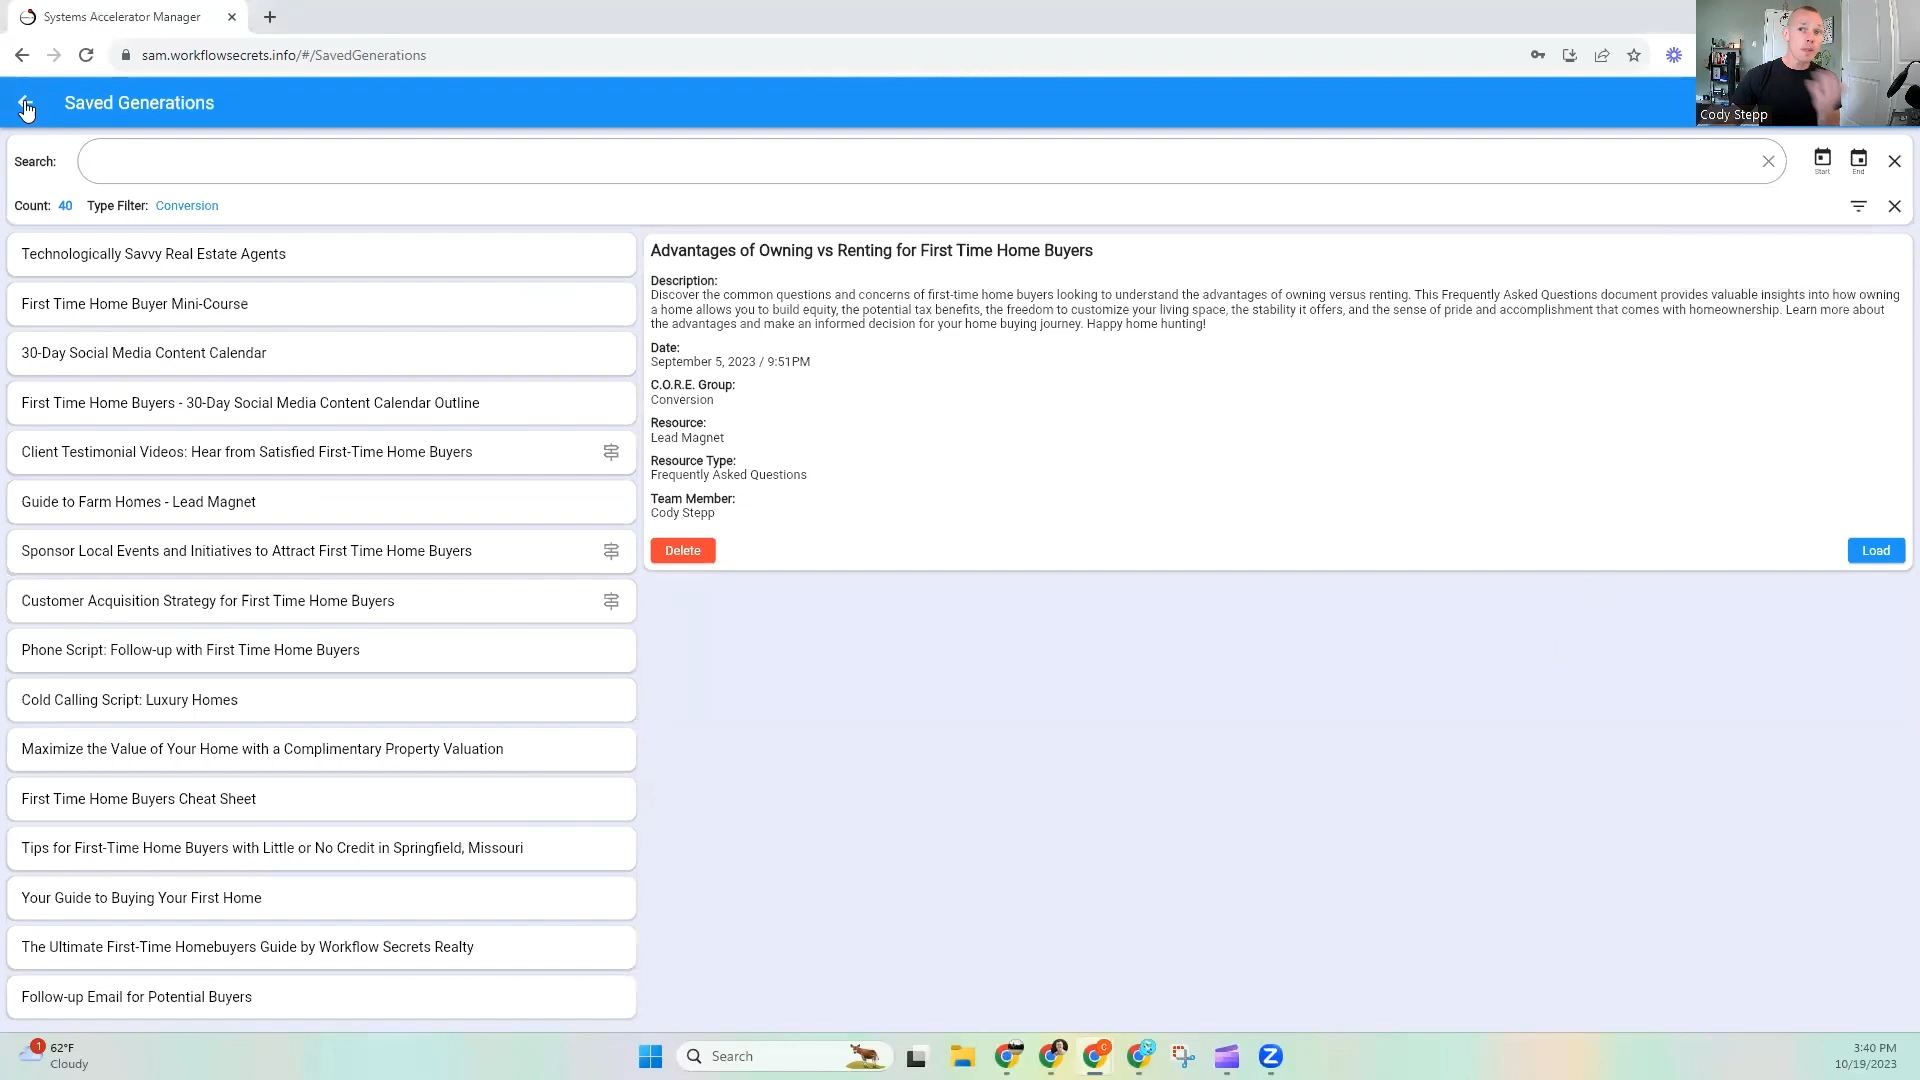 Systems Accelerator Manager
sam.workflowsecrets.info/#/SavedGenerations
Cody Stepp
Saved Generations
Search:
Start
End
Count: 40 Type Filter: Conversion
Technologically Savvy Real Estate Agents
First Time Home Buyer Mini-Course
30-Day Social Media Content Calendar
First Time Home Buyers - 30-Day Social Media Content Calendar Outline
Client Testimonial Videos: Hear from Satisfied First-Time Home Buyers
Guide to Farm Homes - Lead Magnet
Sponsor Local Events and Initiatives to Attract First Time Home Buyers
Customer Acquisition Strategy for First Time Home Buyers
Phone Script: Follow-up with First Time Home Buyers
Cold Calling Script: Luxury Homes
Maximize the Value of Your Home with a Complimentary Property Valuation
First Time Home Buyers Cheat Sheet
Tips for First-Time Home Buyers with Little or No Credit in Springfield, Missouri
Your Guide to Buying Your First Home
The Ultimate First-Time Homebuyers Guide by Workflow Secrets Realty
Follow-up Email for Potential Buyers
Advantages of Owning vs Renting for First Time Home Buyers
Description:
Discover the common questions and concerns of first-time home buyers looking to understand the advantages of owning versus renting. This Frequently Asked Questions document provides valuable insights into how owning
a home allows you to build equity, the potential tax benefits, the freedom to customize your living space, the stability it offers, and the sense of pride and accomplishment that comes with homeownership. Learn more about
the advantages and make an informed decision for your home buying journey. Happy home hunting!
Date:
September 5, 2023 / 9:51PM
C.O.R.E. Group:
Conversion
Resource:
Lead Magnet
Resource Type:
Frequently Asked Questions
Team Member:
Cody Stepp
Delete
Load
1
62°F
Cloudy
Search
C
Z
3:40 PM
10/19/2023